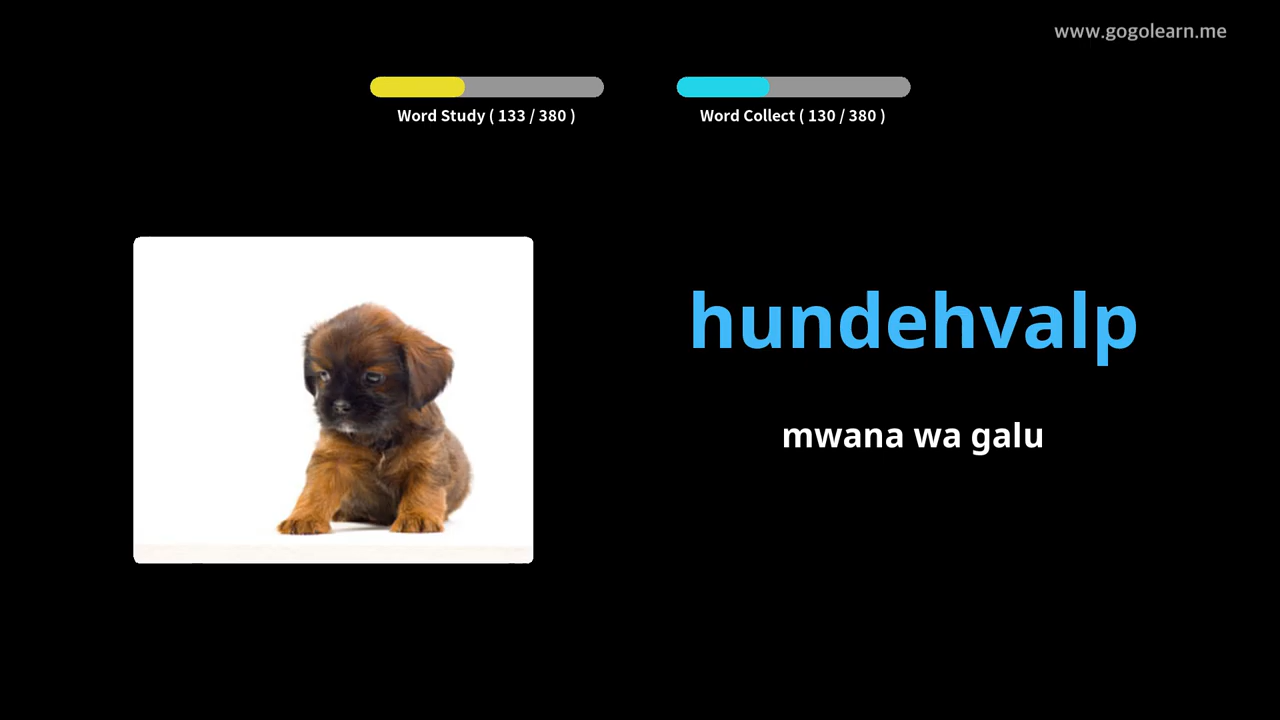 www.gogolearn.me
Word Study ( 133 / 380 )
Word Collect ( 130 / 380 )
hundehvalp
mwana wa galu